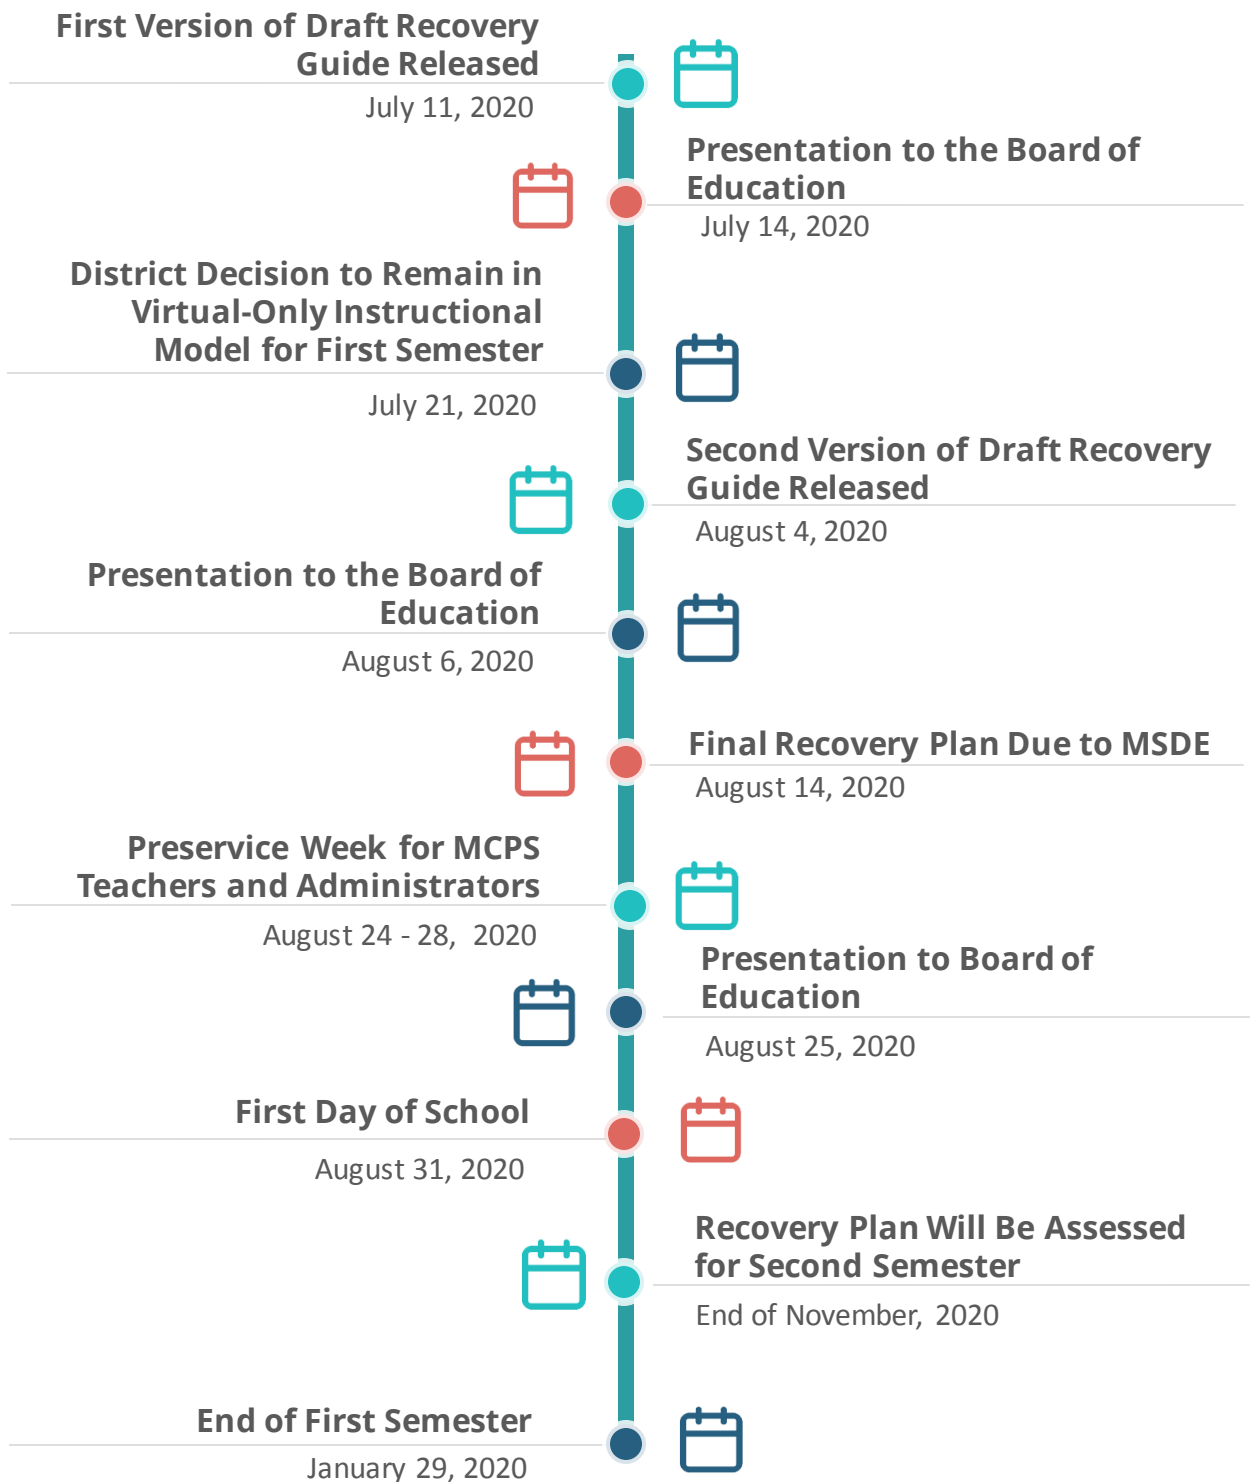 First Version of Draft Recovery
Guide Released
July 11, 2020
Presentation to the Board of
Education
July 14, 2020
District Decision to Remain in
Virtual-Only Instructional
Model for First Semester
July 21, 2020
Second Version of Draft Recovery
Guide Released
August 4, 2020
Presentation to the Board of
Education
August 6, 2020
Final Recovery Plan Due to MSDE
August 14, 2020
Preservice Week for MCPS
Teachers and Administrators
August 24 - 28, 2020
Presentation to Board of
Education
August 25, 2020
First Day of School
August 31, 2020
Recovery Plan Will Be Assessed
for Second Semester
End of November, 2020
End of First Semester
January 29, 2020